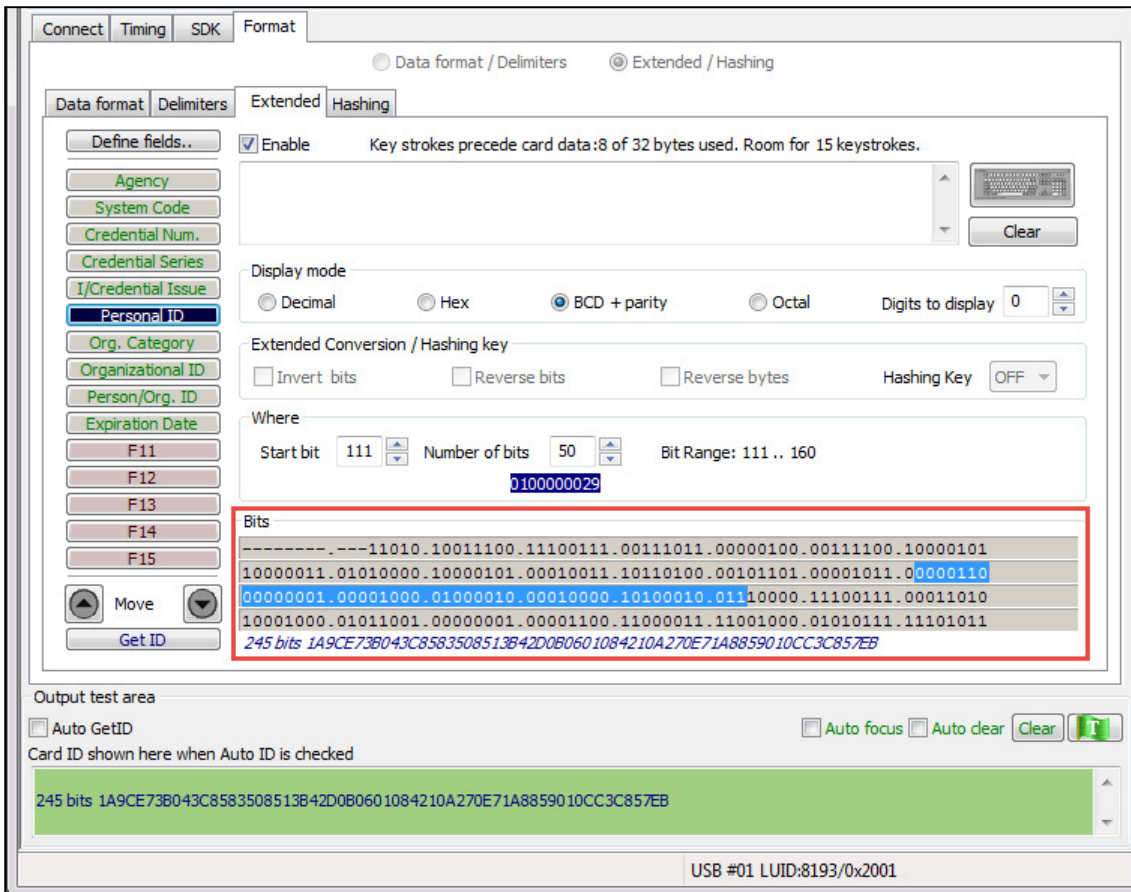 Connect Timing SDK Format
Data format / Delimiters Extended / Hashing
Data format Delimiters Extended Hashing
Define fields..
Enable Key strokes precede card data:8 of 32 bytes used. Room for 15 keystrokes.
Agency
System Code
Credential Num.
Clear
Credential Series
I/Credential Issue
Personal ID
Org. Category
Organizational ID
Person/Org. ID
Expiration Date
F11
F12
F13
F14
F15
Move
Get ID
Display mode
Decimal Hex BCD + parity Octal Digits to display 0
Extended Conversion / Hashing key
Invert bits Reverse bits Reverse bytes Hashing Key OFF
Where
Start bit 111 Number of bits 50 Bit Range: 111 .. 160
0100000029
Bits
--------.---11010.10011100.11100111.00111011.00000100.00111100.10000101
10000011.01010000.10000101.00010011.10110100.00101101.00001011.00000110
00000001.00001000.01000010.00010000.10100010.01110000.11100111.00011010
10001000.01011001.00000001.00001100.11000011.11001000.01010111.11101011
245 bits 1A9CE73B043C8583508513B42D0B0601084210A270E71A8859010CC3C857EB
Output test area
Auto GetID Auto focus Auto clear Clear T
Card ID shown here when Auto ID is checked
245 bits 1A9CE73B043C8583508513B42D0B0601084210A270E71A8859010CC3C857EB
USB #01 LUID:8193/0x2001